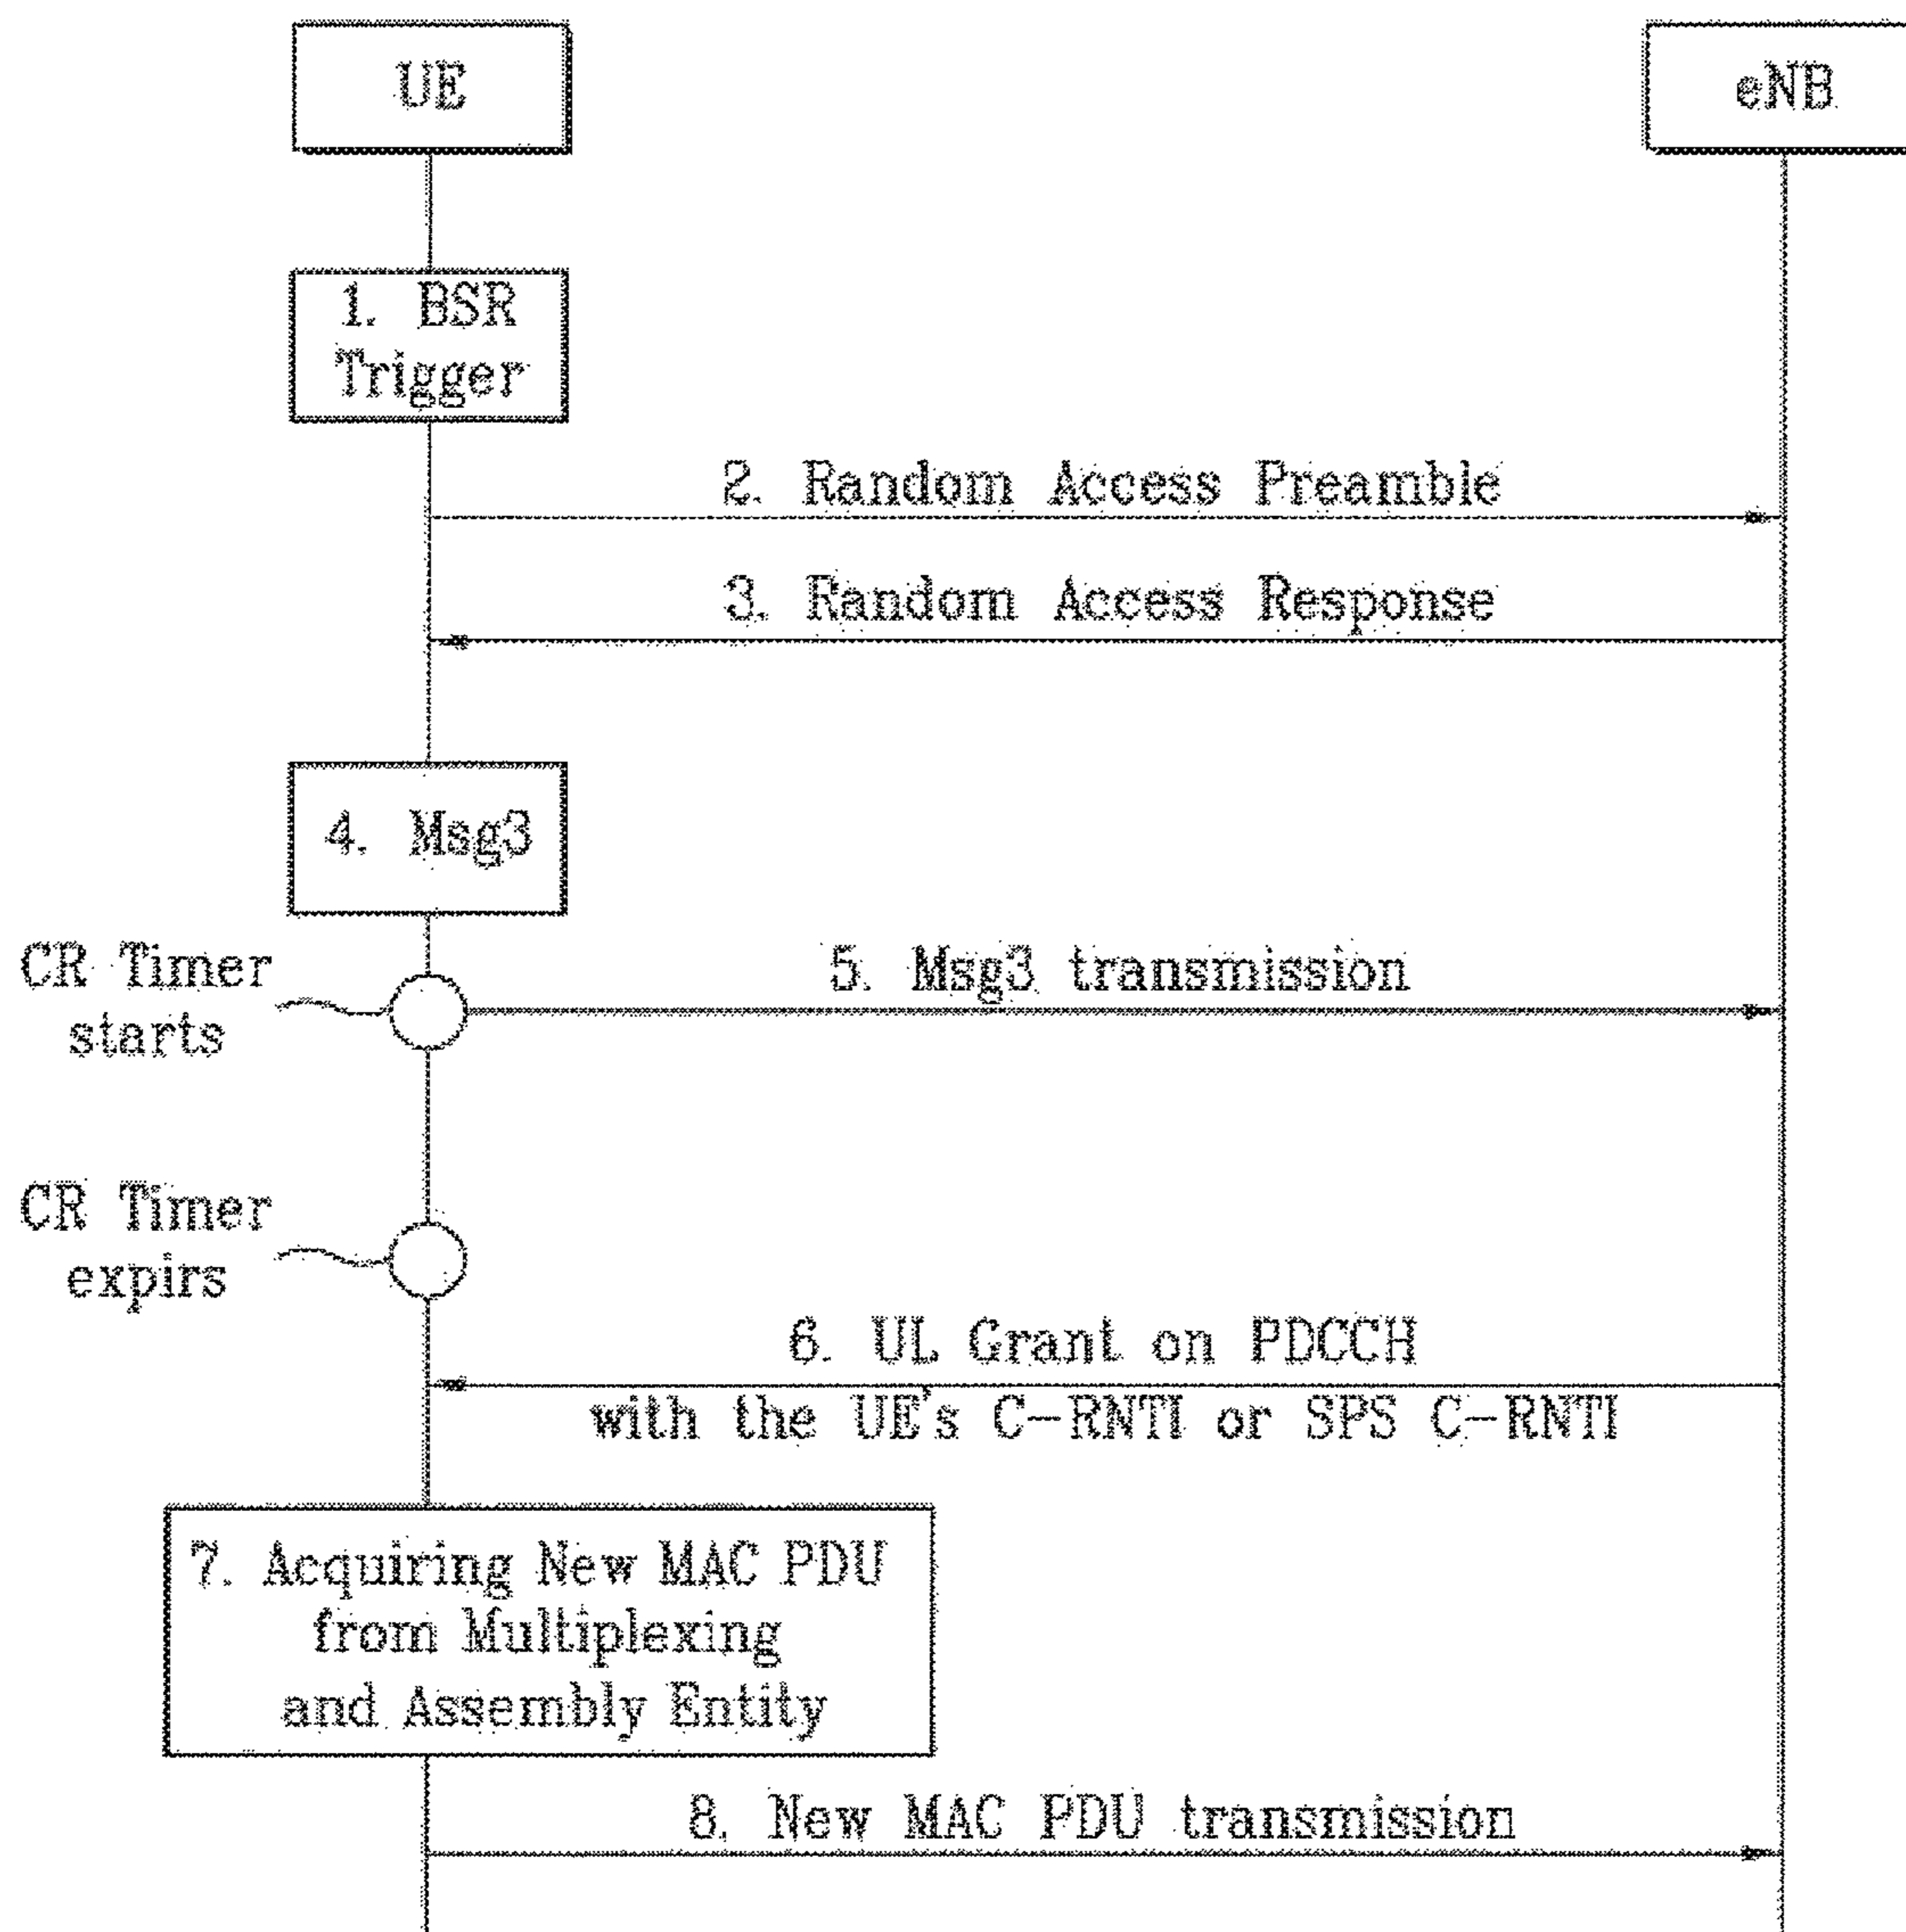 UE
eNB
1. BSR
Trigger
2. Random Access Preamble
3. Random Access Response
4. Msg3
CR Timer
starts
5. Msg3 transmission
CR Timer
expirs
6. UL Grant on PDCCH
with the UE's C-RNTI or SPS C-RNTI
7. Acquiring New MAC PDU
from Multiplexing
and Assembly Entity
8. New MAC PDU transmission